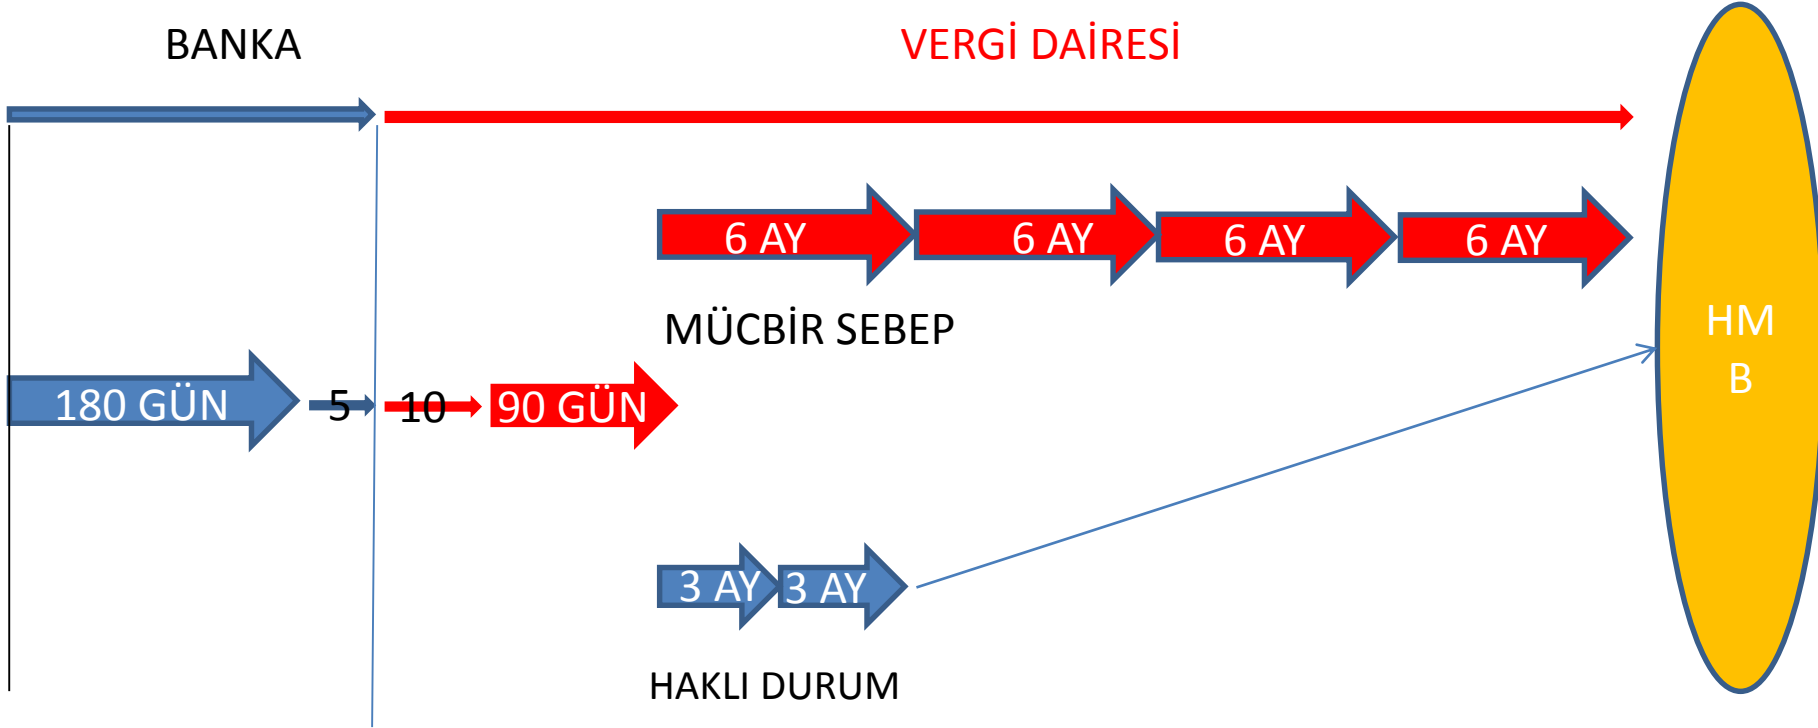 BANKA
VERGİ DAİRESİ
6 AY
6 AY
6 AY
6 AY
MÜCBİR SEBEP
HM
B
180 GÜN
5
10
90 GÜN
3 AY
3 AY
HAKLI DURUM